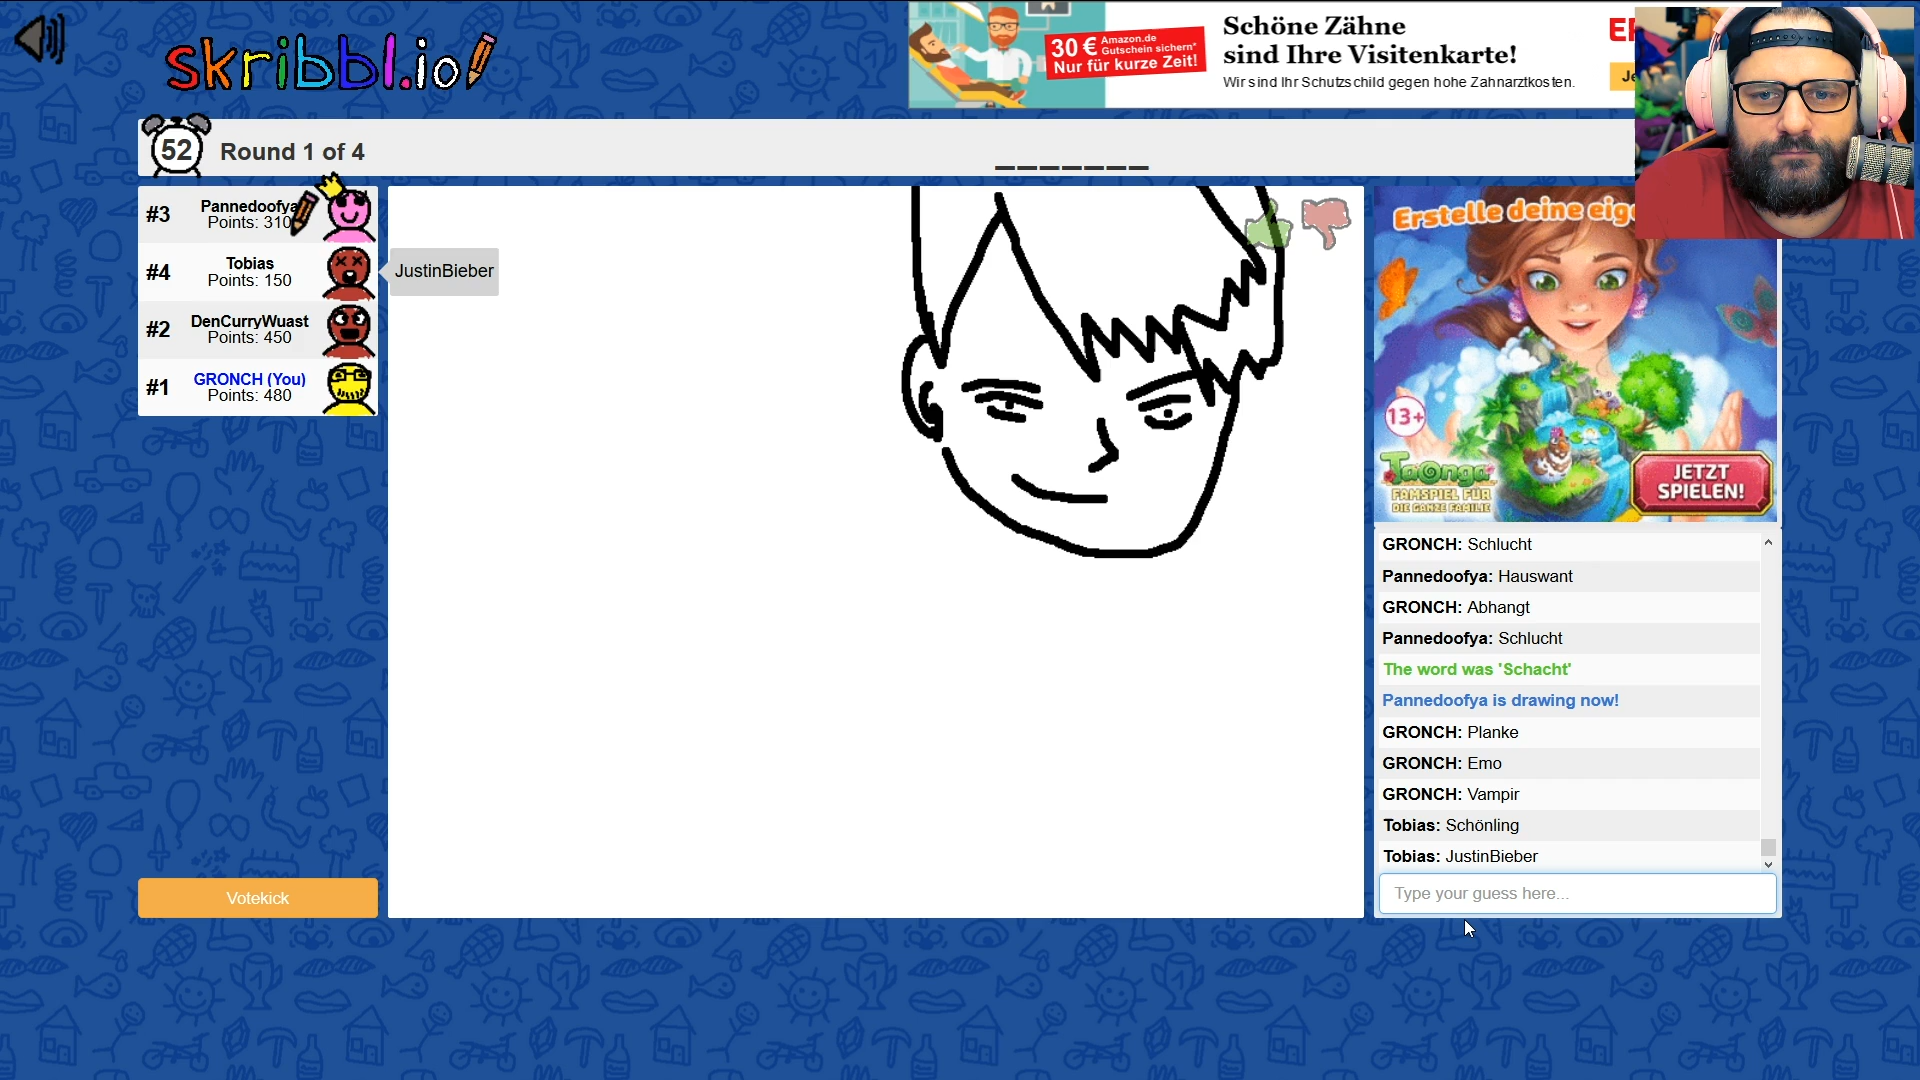 skribbl.io
30 € Amazon.de
Gutschein sichern*
Nur für kurze Zeit!
Schöne Zähne
sind Ihre Visitenkarte!
Wir sind Ihr Schutzschild gegen hohe Zahnarztkosten.
52
Round 1 of 4
_______
#3
Pannedoofya
Points: 310
#4
Tobias
Points: 150
JustinBieber
#2
DenCurryWuast
Points: 450
#1
GRONCH (You)
Points: 480
Votekick
Erstelle deine
13+
Taonga
FARMSPIEL FÜR
DIE GANZE FAMILIE
JETZT
SPIELEN!
GRONCH: Schlucht
Pannedoofya: Hauswant
GRONCH: Abhangt
Pannedoofya: Schlucht
The word was 'Schacht'
Pannedoofya is drawing now!
GRONCH: Planke
GRONCH: Emo
GRONCH: Vampir
Tobias: Schönling
Tobias: JustinBieber
Type your guess here...